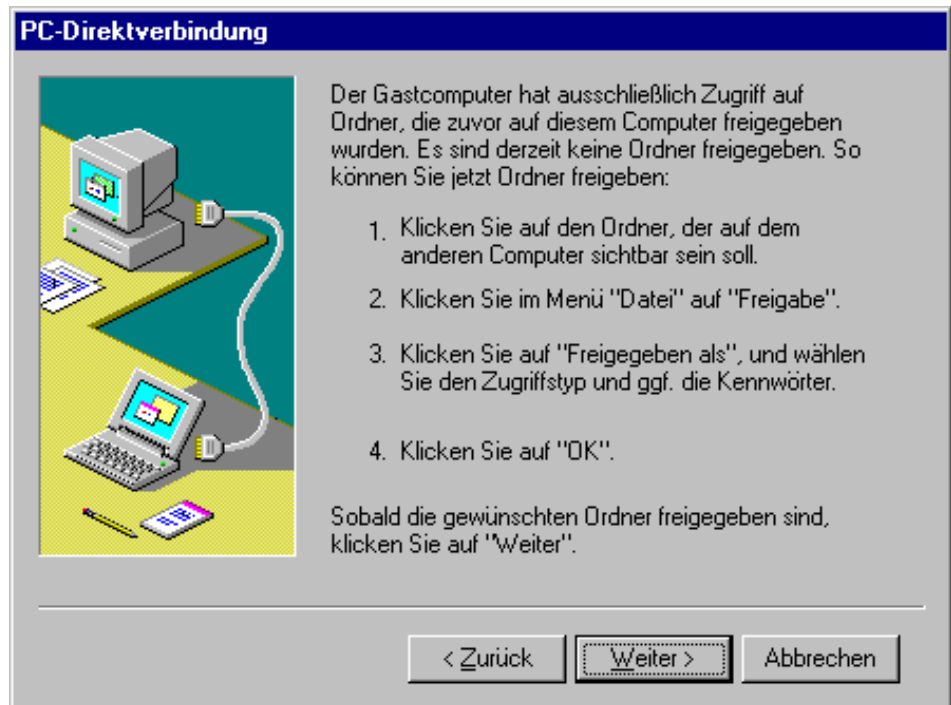 PC-Direktverbindung
Der Gastcomputer hat ausschließlich Zugriff auf
Ordner, die zuvor auf diesem Computer freigegeben
wurden. Es sind derzeit keine Ordner freigegeben. So
können Sie jetzt Ordner freigeben:
1. Klicken Sie auf den Ordner, der auf dem
anderen Computer sichtbar sein soll.
2. Klicken Sie im Menü "Datei" auf "Freigabe".
3. Klicken Sie auf "Freigegeben als", und wählen
Sie den Zugriffstyp und ggf. die Kennwörter.
4. Klicken Sie auf "OK".
Sobald die gewünschten Ordner freigegeben sind,
klicken Sie auf "Weiter".
< Zurück Weiter > Abbrechen